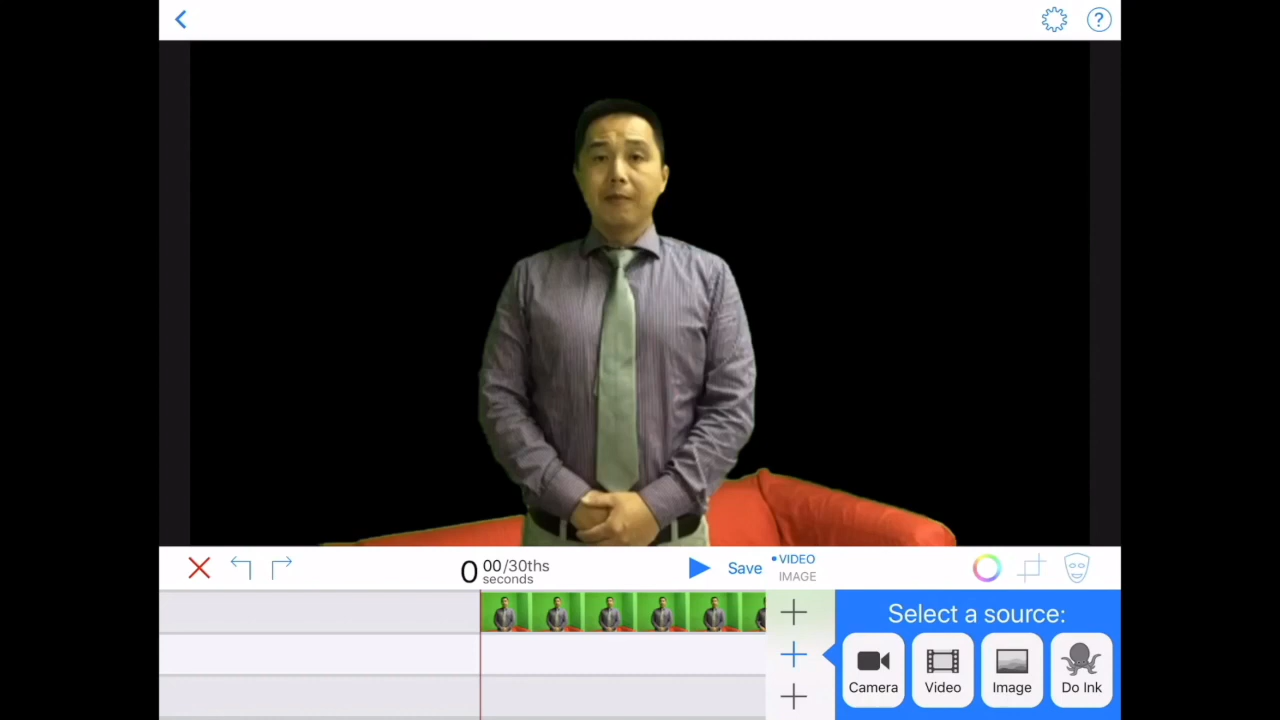 ?
0 00/30ths
seconds
Save
VIDEO
IMAGE
Select a source:
Camera
Video
Image
Do Ink